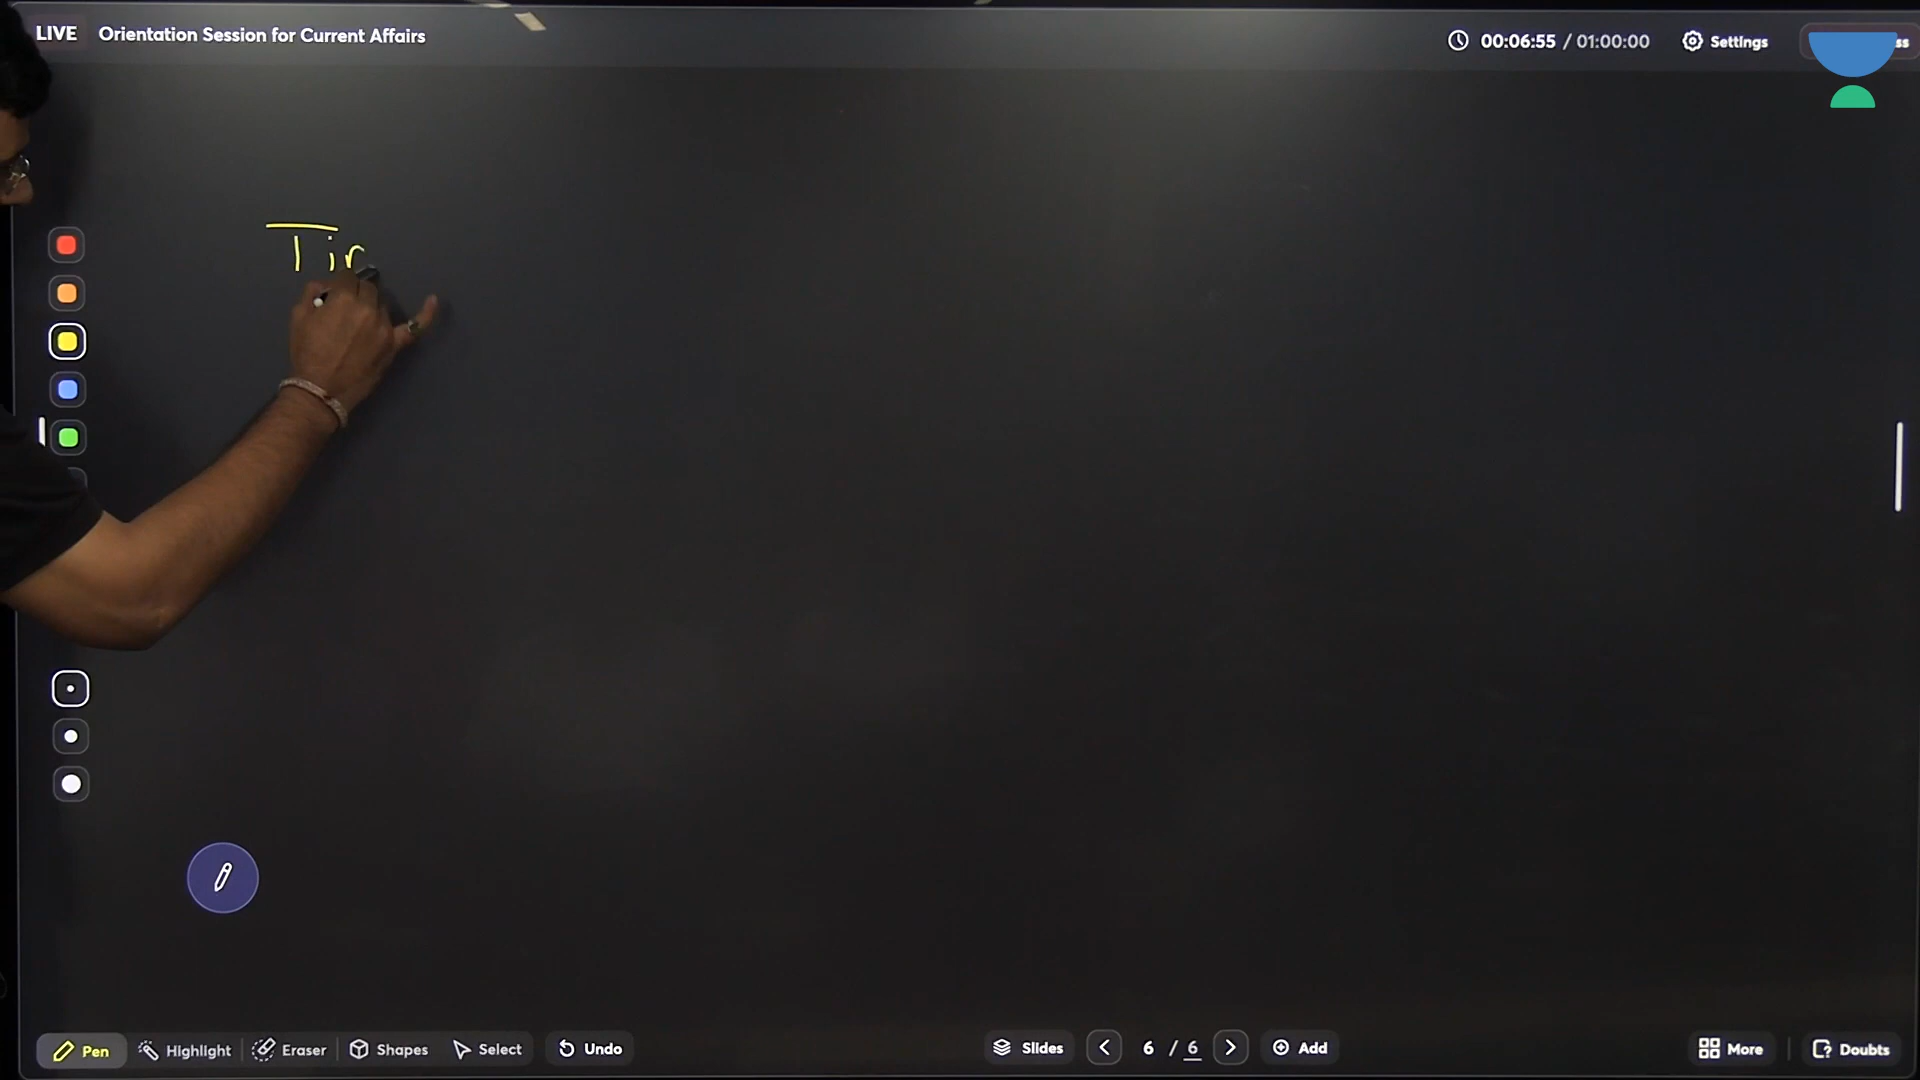 LIVE Orientation Session for Current Affairs 00:06:55 / 01:00:00 Settings
Tir
Pen Highlight Eraser Shapes Select Undo Slides 6 / 6 Add More Doubts